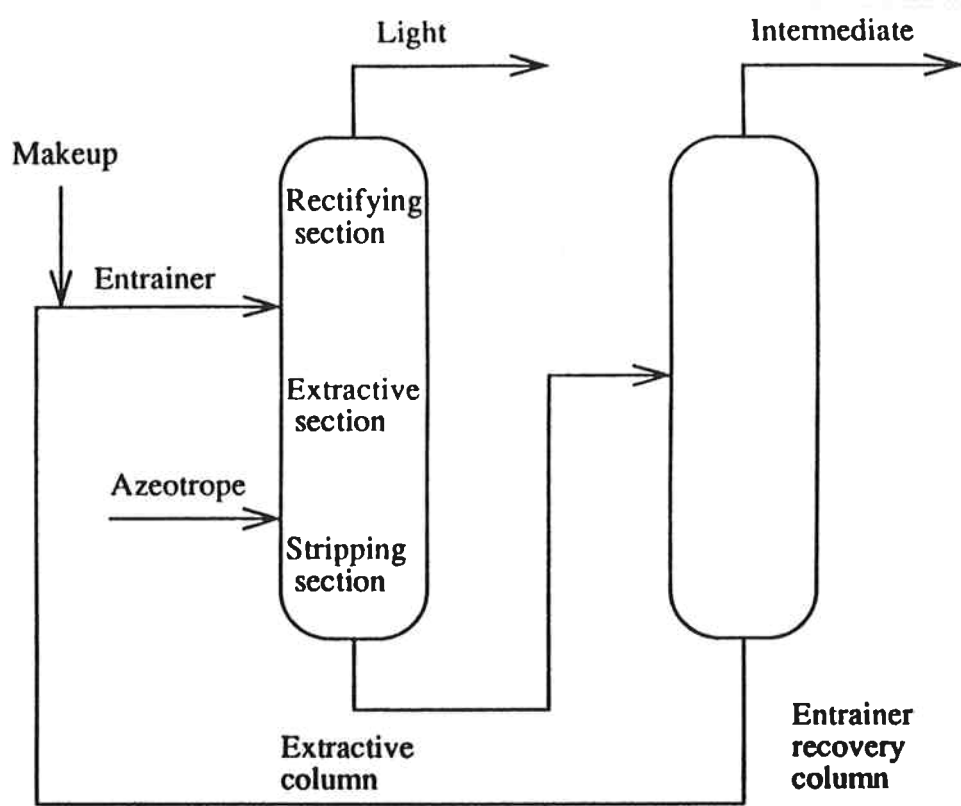 Light
Intermediate
Makeup
Rectifying
section
Entrainer
Extractive
section
Azeotrope
Stripping
section
Extractive
column
Entrainer
recovery
column